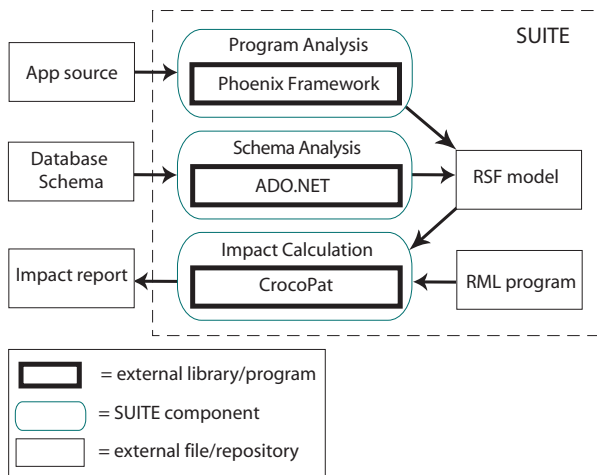 SUITE
Program Analysis
App source
Phoenix Framework
Schema Analysis
Database
Schema
ADO.NET
RSF model
Impact Calculation
Impact report
CrocoPat
RML program
= external library/program
= SUITE component
= external file/repository